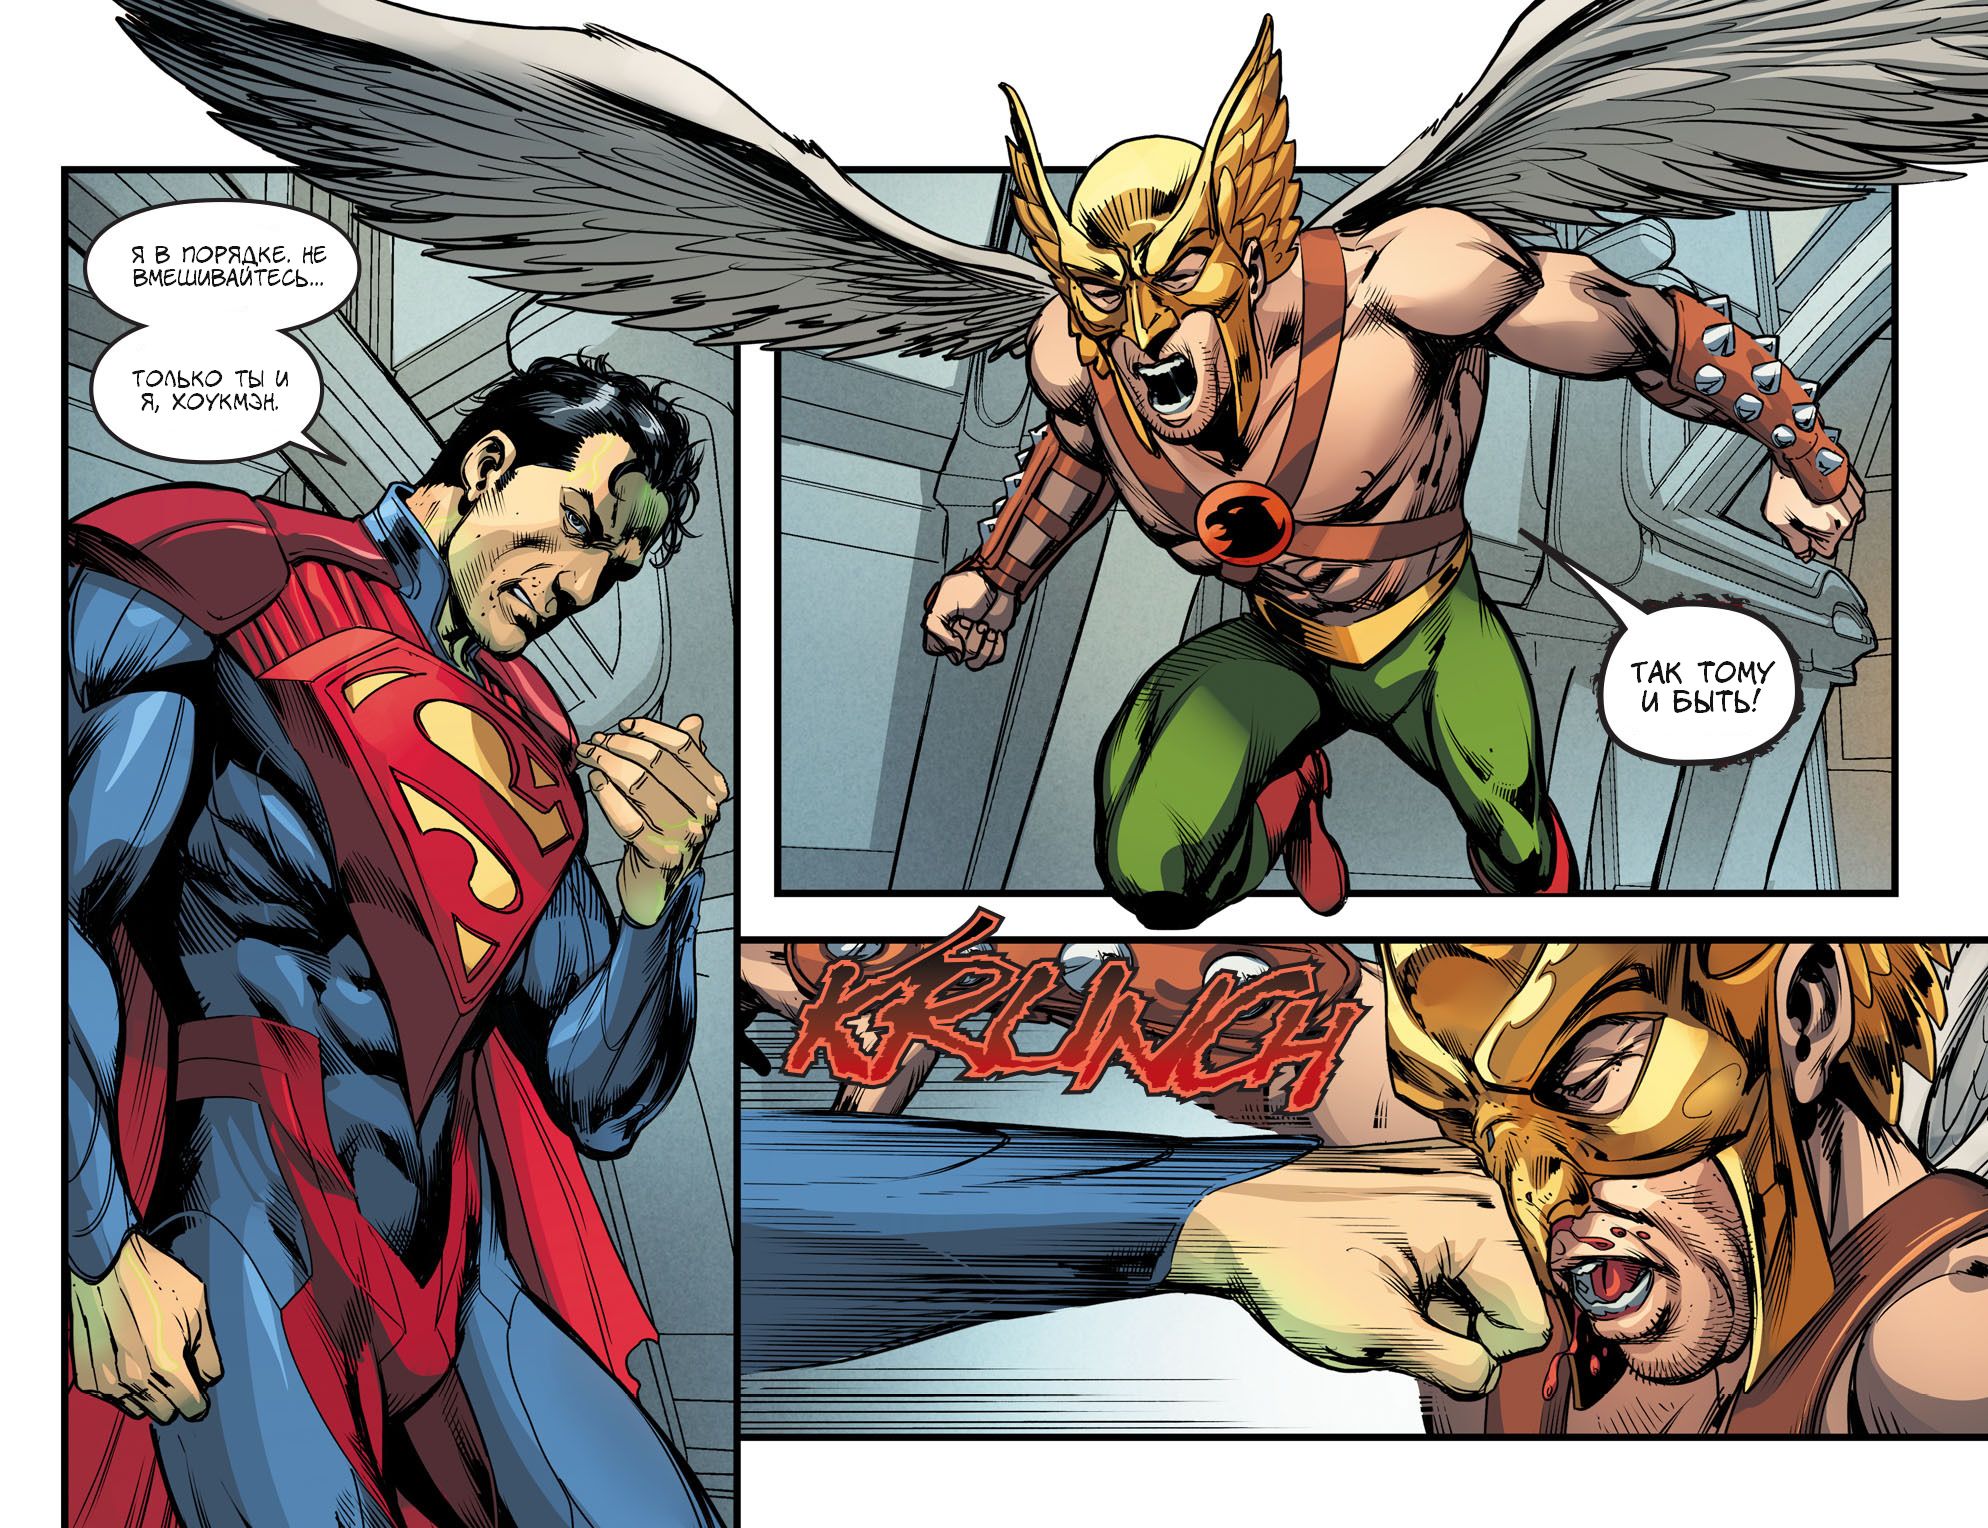 Я В ПОРЯДКЕ. НЕ
ВМЕШИВАЙТЕСЬ...
ТОЛЬКО ТЫ И
Я, ХОУКМЭН.
ТАК ТОМУ
И БЫТЬ!
KRUNCH